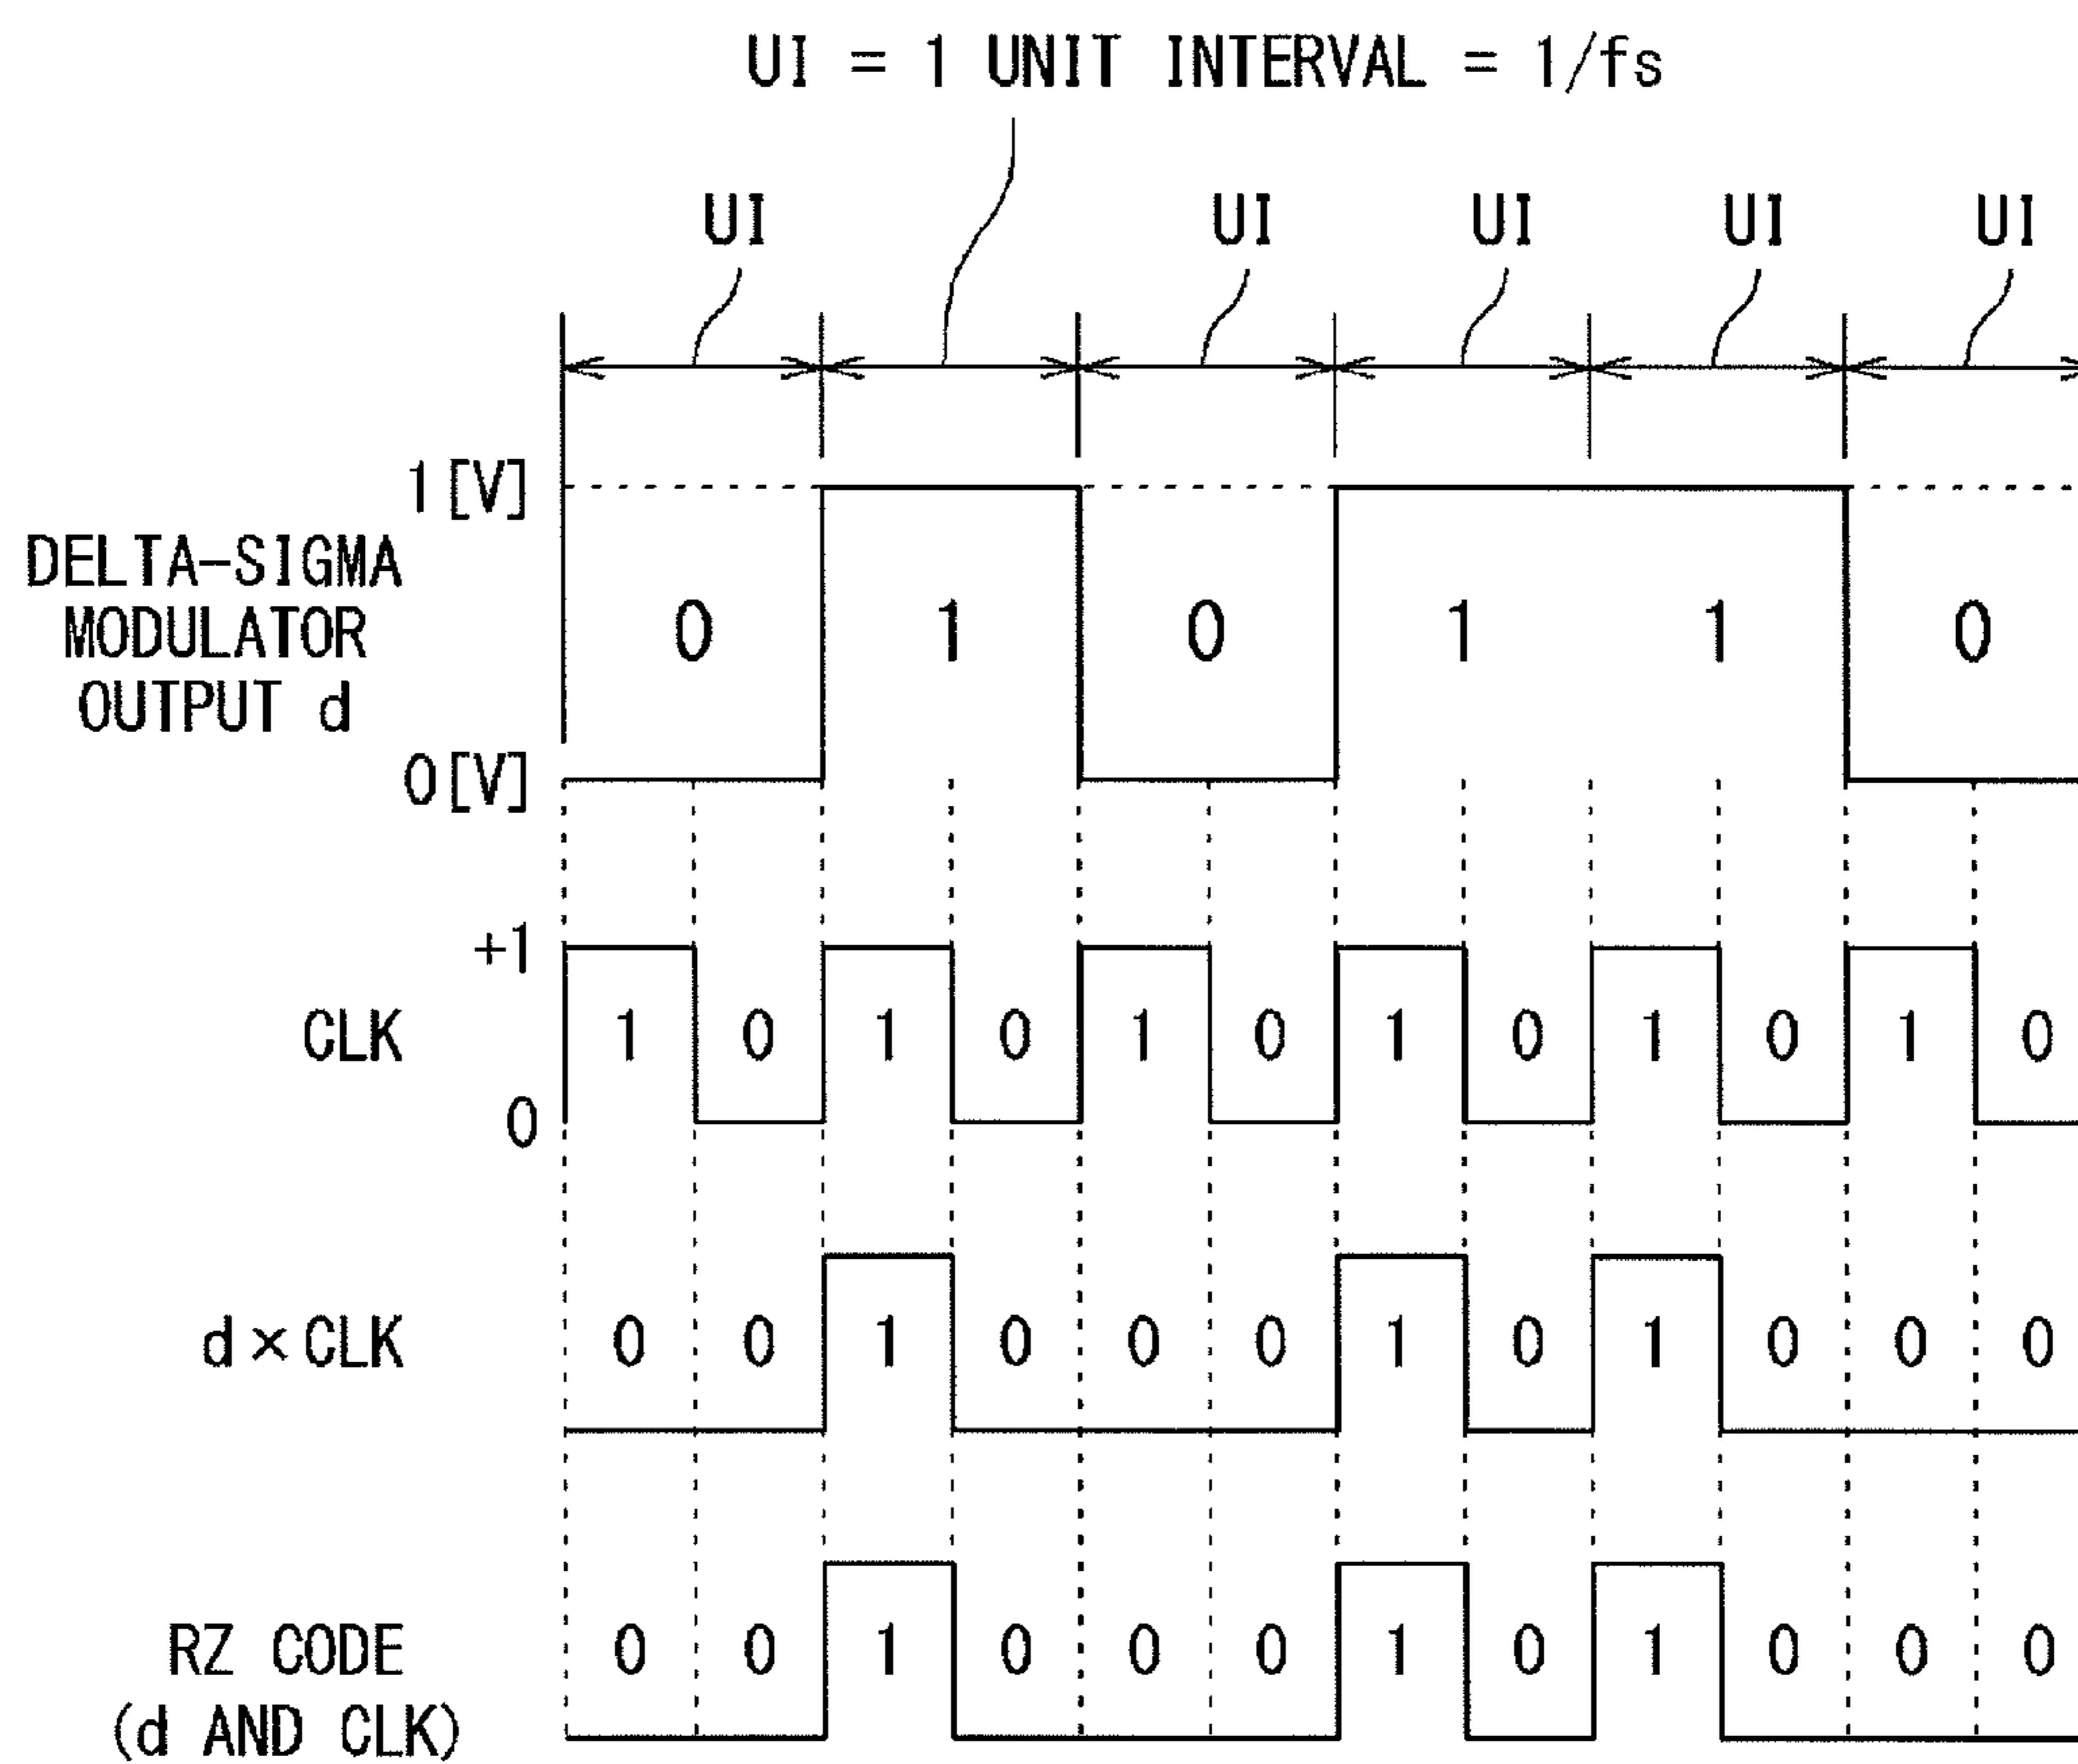 UI = 1 UNIT INTERVAL = 1/fs
UI UI UI UI UI
1[V]
DELTA-SIGMA
MODULATOR
OUTPUT d
0 1 0 1 1 0
0[V]
+1
CLK
1 0 1 0 1 0 1 0 1 0 1 0
0
d×CLK
0 0 1 0 0 0 1 0 1 0 0 0
RZ CODE
(d AND CLK)
0 0 1 0 0 0 1 0 1 0 0 0